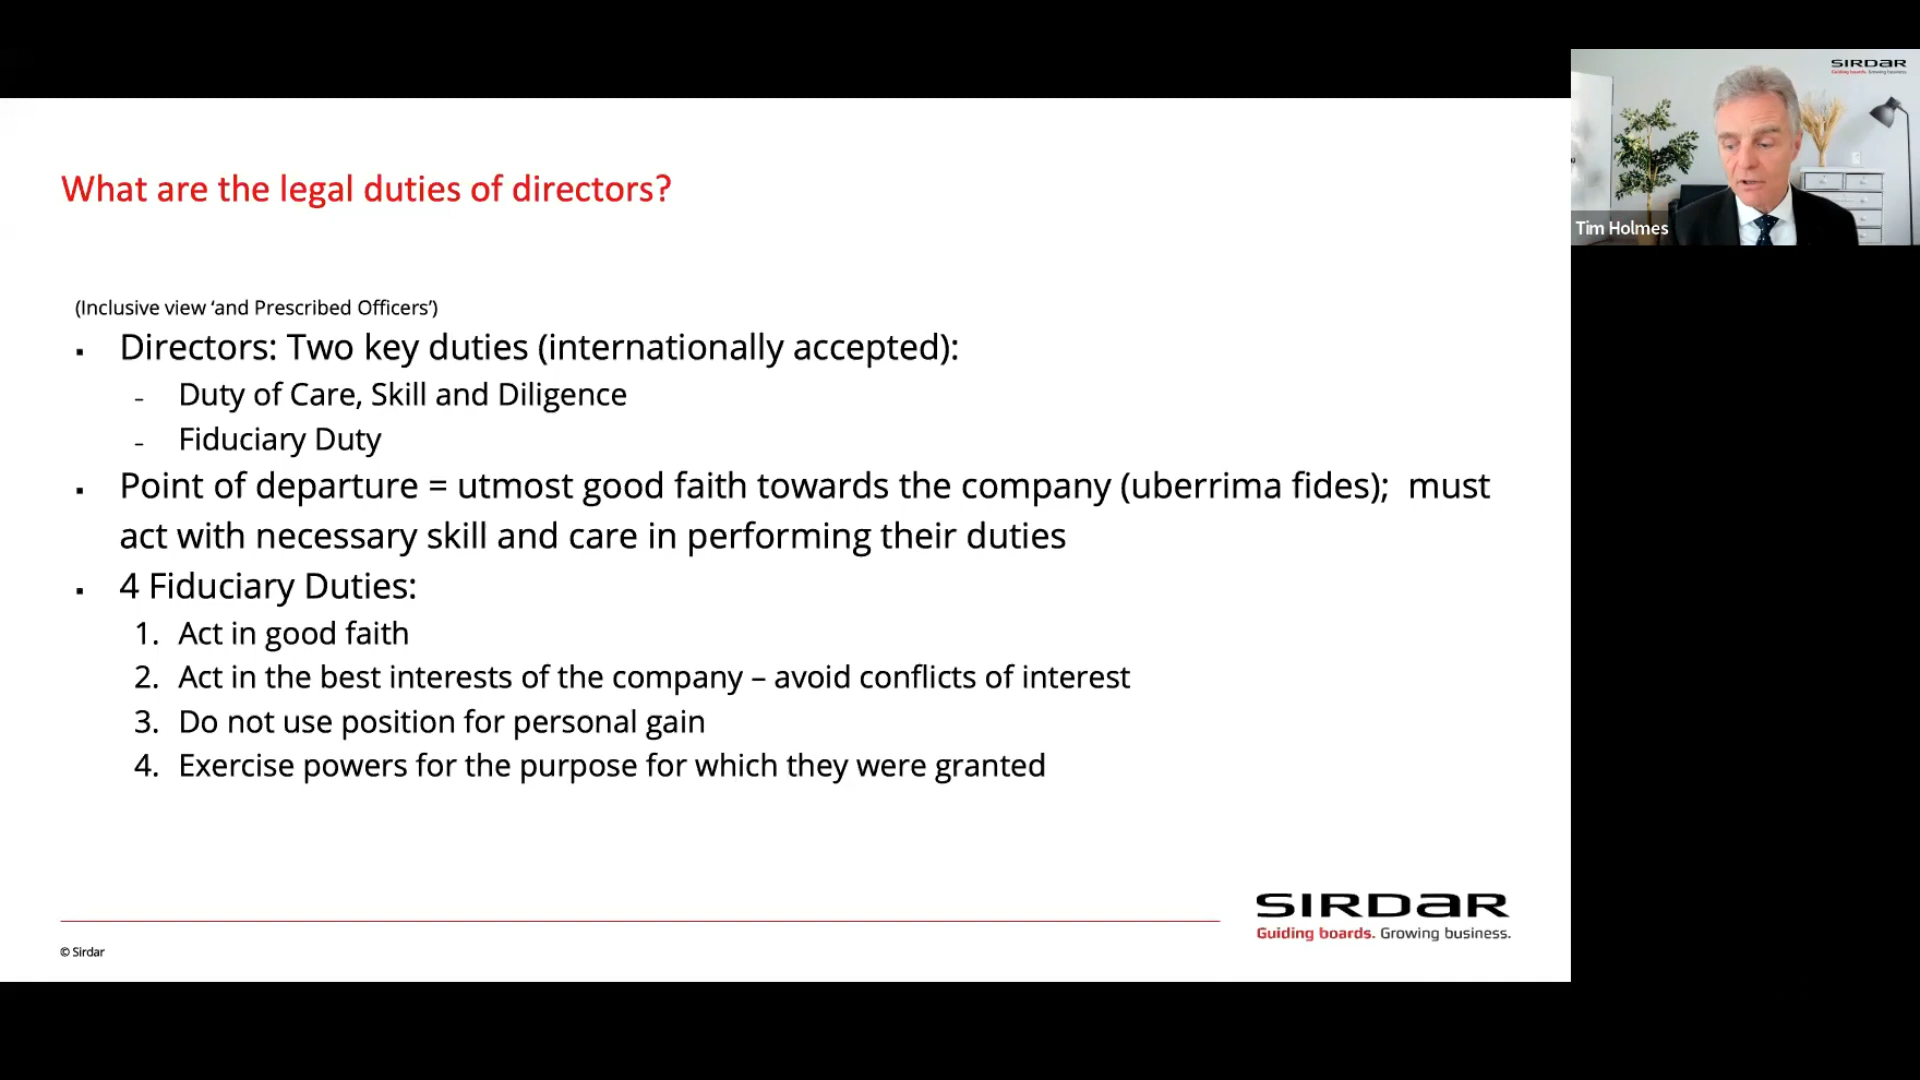 What are the legal duties of directors?
(Inclusive view ‘and Prescribed Officers’)
▪ Directors: Two key duties (internationally accepted):
- Duty of Care, Skill and Diligence
- Fiduciary Duty
▪ Point of departure = utmost good faith towards the company (uberrima fides); must
act with necessary skill and care in performing their duties
▪ 4 Fiduciary Duties:
1. Act in good faith
2. Act in the best interests of the company – avoid conflicts of interest
3. Do not use position for personal gain
4. Exercise powers for the purpose for which they were granted
SIRDAR
Guiding boards. Growing business.
© Sirdar
SIRDAR
Guiding boards. Growing business.
Tim Holmes